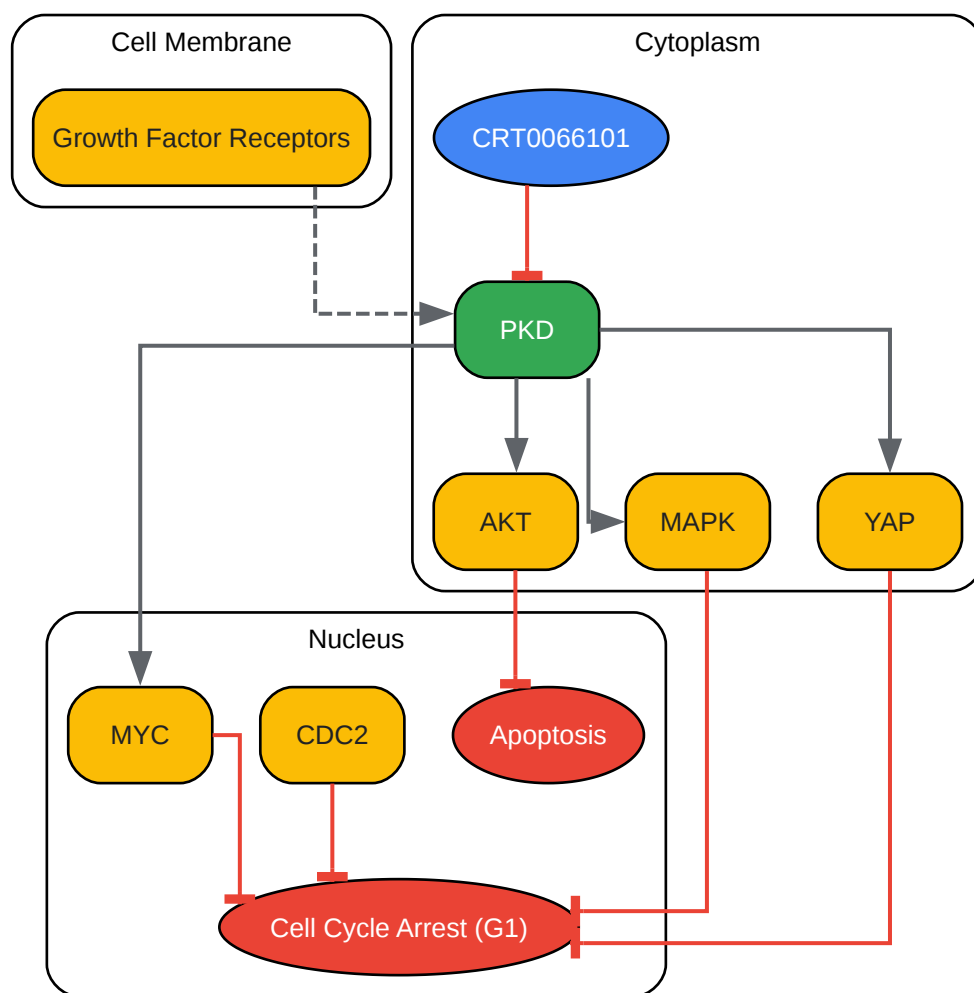 Cell Membrane
Growth Factor Receptors
Cytoplasm
CRT0066101
PKD
AKT
MAPK
YAP
Nucleus
MYC
CDC2
Apoptosis
Cell Cycle Arrest (G1)